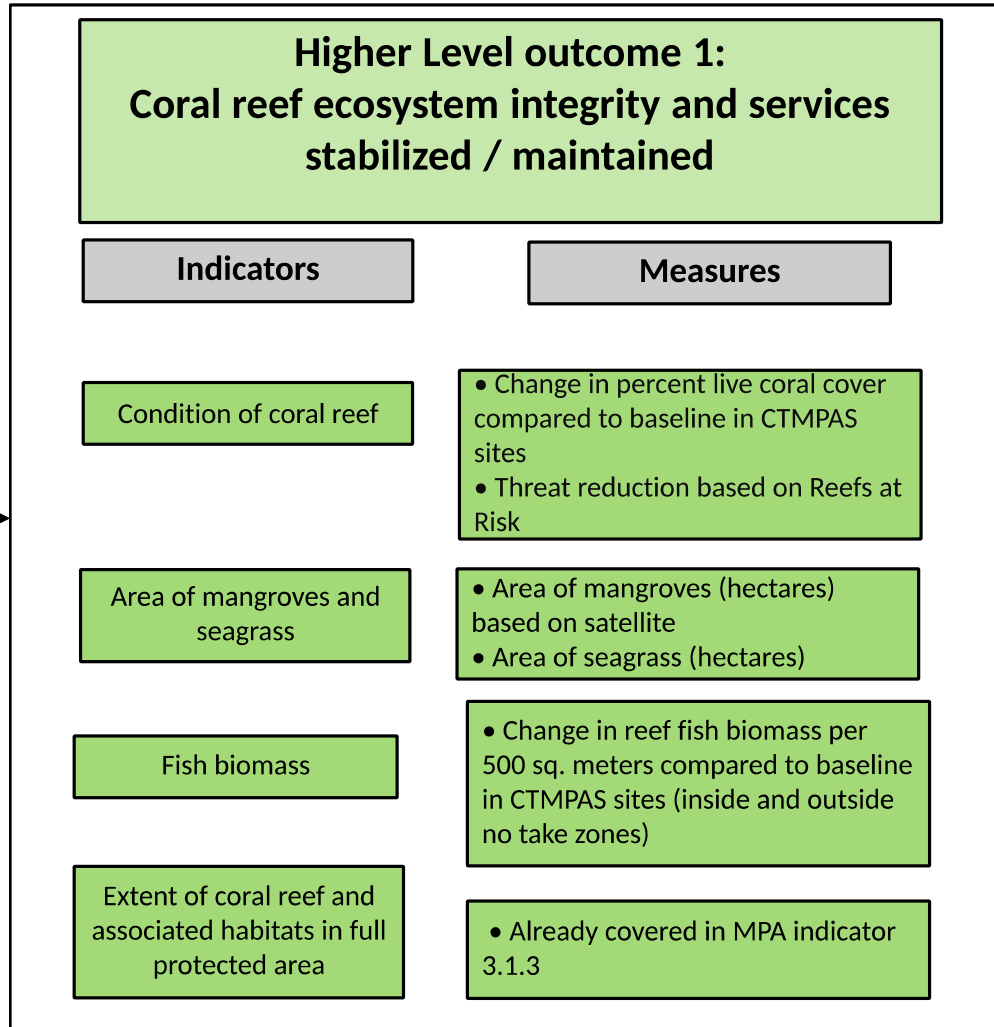 Higher Level outcome 1:
Coral reef ecosystem integrity and services
stabilized / maintained
Indicators
Measures
Condition of coral reef
• Change in percent live coral cover
compared to baseline in CTMPAS
sites
• Threat reduction based on Reefs at
Risk
Area of mangroves and
seagrass
• Area of mangroves (hectares)
based on satellite
• Area of seagrass (hectares)
Fish biomass
• Change in reef fish biomass per
500 sq. meters compared to baseline
in CTMPAS sites (inside and outside
no take zones)
Extent of coral reef and
associated habitats in full
protected area
• Already covered in MPA indicator
3.1.3